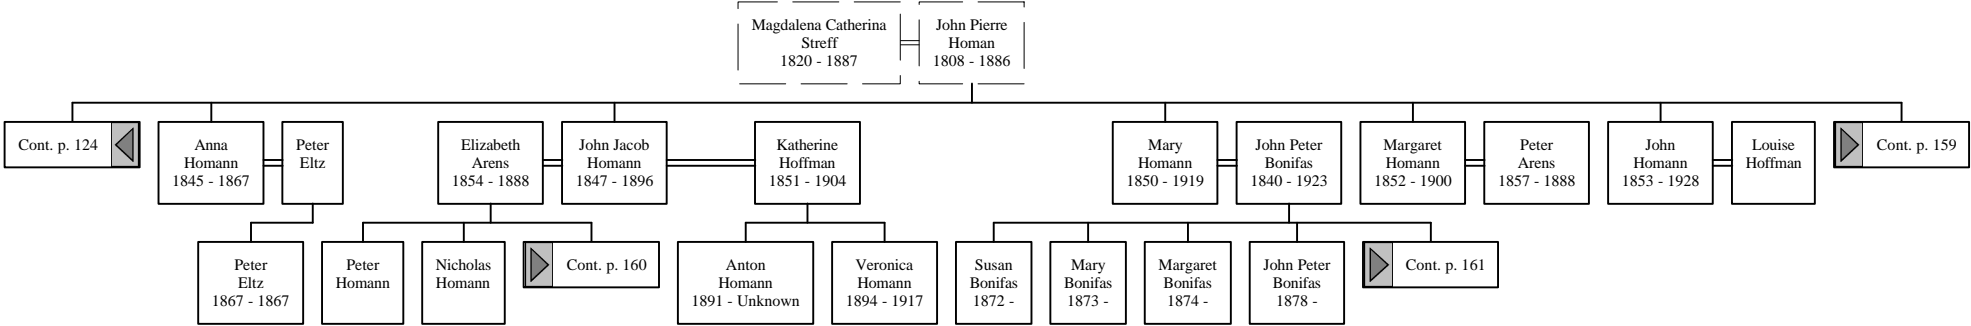 Magdalena Catherina
Streff
1820 - 1887
John Pierre
Homan
1808 - 1886
Cont. p. 124
Anna
Homann
1845 - 1867
Peter
Eltz
Elizabeth
Arens
1854 - 1888
John Jacob
Homann
1847 - 1896
Katherine
Hoffman
1851 - 1904
Mary
Homann
1850 - 1919
John Peter
Bonifas
1840 - 1923
Margaret
Homann
1852 - 1900
Peter
Arens
1857 - 1888
John
Homann
1853 - 1928
Louise
Hoffman
Cont. p. 159
Peter
Eltz
1867 - 1867
Peter
Homann
Nicholas
Homann
Cont. p. 160
Anton
Homann
1891 - Unknown
Veronica
Homann
1894 - 1917
Susan
Bonifas
1872 -
Mary
Bonifas
1873 -
Margaret
Bonifas
1874 -
John Peter
Bonifas
1878 -
Cont. p. 161